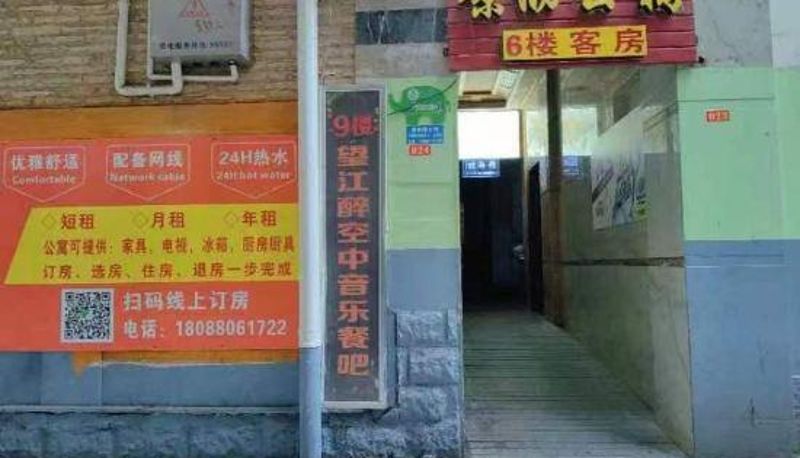 优雅舒适
Comfortable
配备网线
Network cable
24H热水
24H hot water
◇短租 ◇月租 ◇年租
公寓可提供：家具、电视、冰箱、厨房厨具
订房、选房、住房、退房一步完成
扫码线上订房
电话：18088061722
9楼
望江醉空中音乐餐吧
024
6楼客房
023